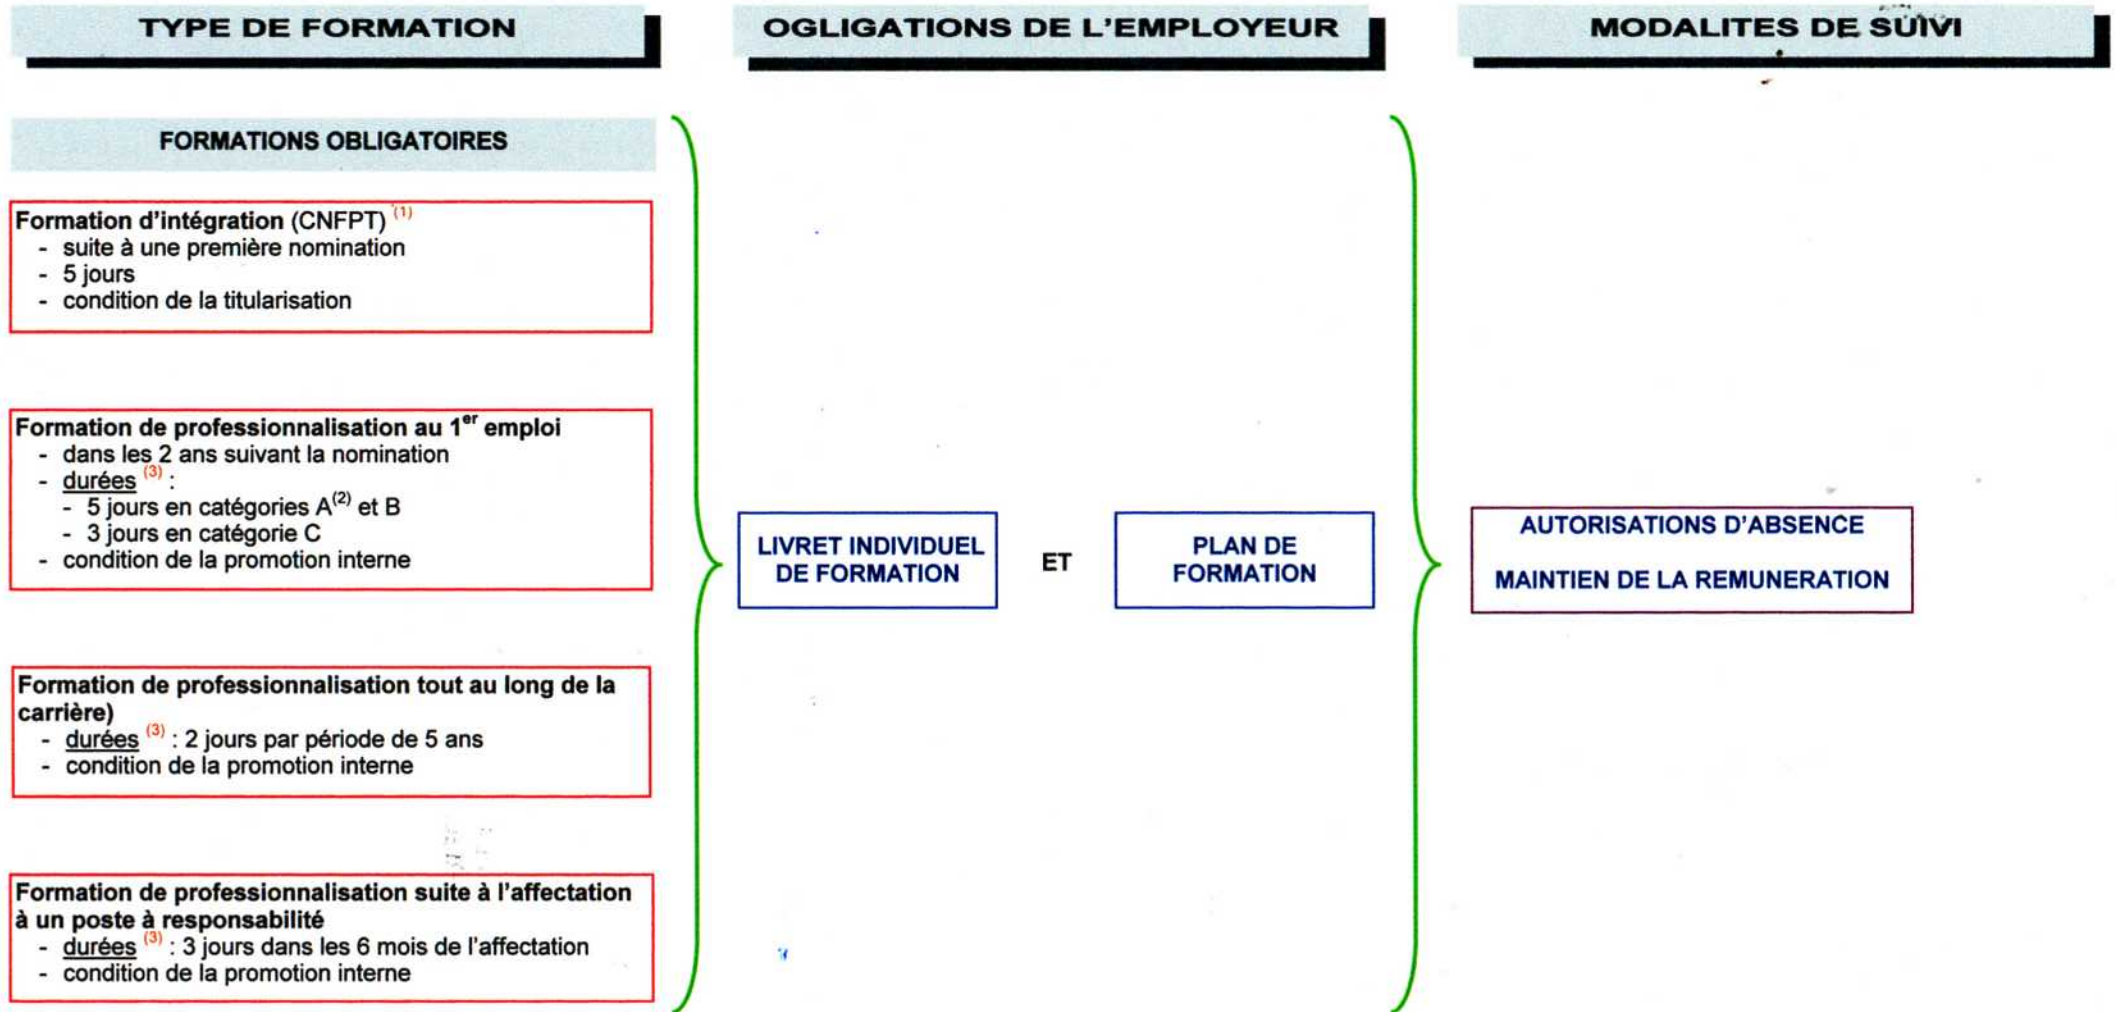 TYPE DE FORMATION
OGLIGATIONS DE L'EMPLOYEUR
MODALITES DE SUIVI
FORMATIONS OBLIGATOIRES
Formation d'intégration (CNFPT) (1)
- suite à une première nomination
- 5 jours
- condition de la titularisation
Formation de professionnalisation au 1er emploi
- dans les 2 ans suivant la nomination
- durées (3) :
- 5 jours en catégories A(2) et B
- 3 jours en catégorie C
- condition de la promotion interne
Formation de professionnalisation tout au long de la
carrière)
- durées (3) : 2 jours par période de 5 ans
- condition de la promotion interne
Formation de professionnalisation suite à l'affectation
à un poste à responsabilité
- durées (3) : 3 jours dans les 6 mois de l'affectation
- condition de la promotion interne
LIVRET INDIVIDUEL
DE FORMATION
ET
PLAN DE
FORMATION
AUTORISATIONS D'ABSENCE
MAINTIEN DE LA REMUNERATION